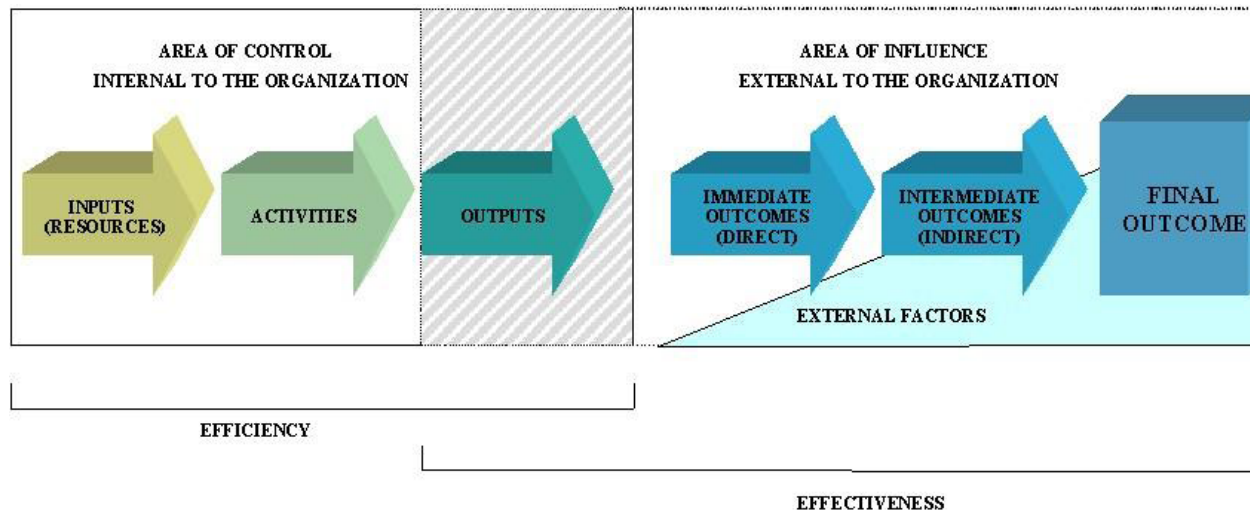 AREA OF CONTROL
INTERNAL TO THE ORGANIZATION
AREA OF INFLUENCE
EXTERNAL TO THE ORGANIZATION
INPUTS
(RESOURCES)
ACTIVITIES
OUTPUTS
IMMEDIATE
OUTCOMES
(DIRECT)
INTERMEDIATE
OUTCOMES
(INDIRECT)
FINAL
OUTCOME
EXTERNAL FACTORS
EFFICIENCY
EFFECTIVENESS